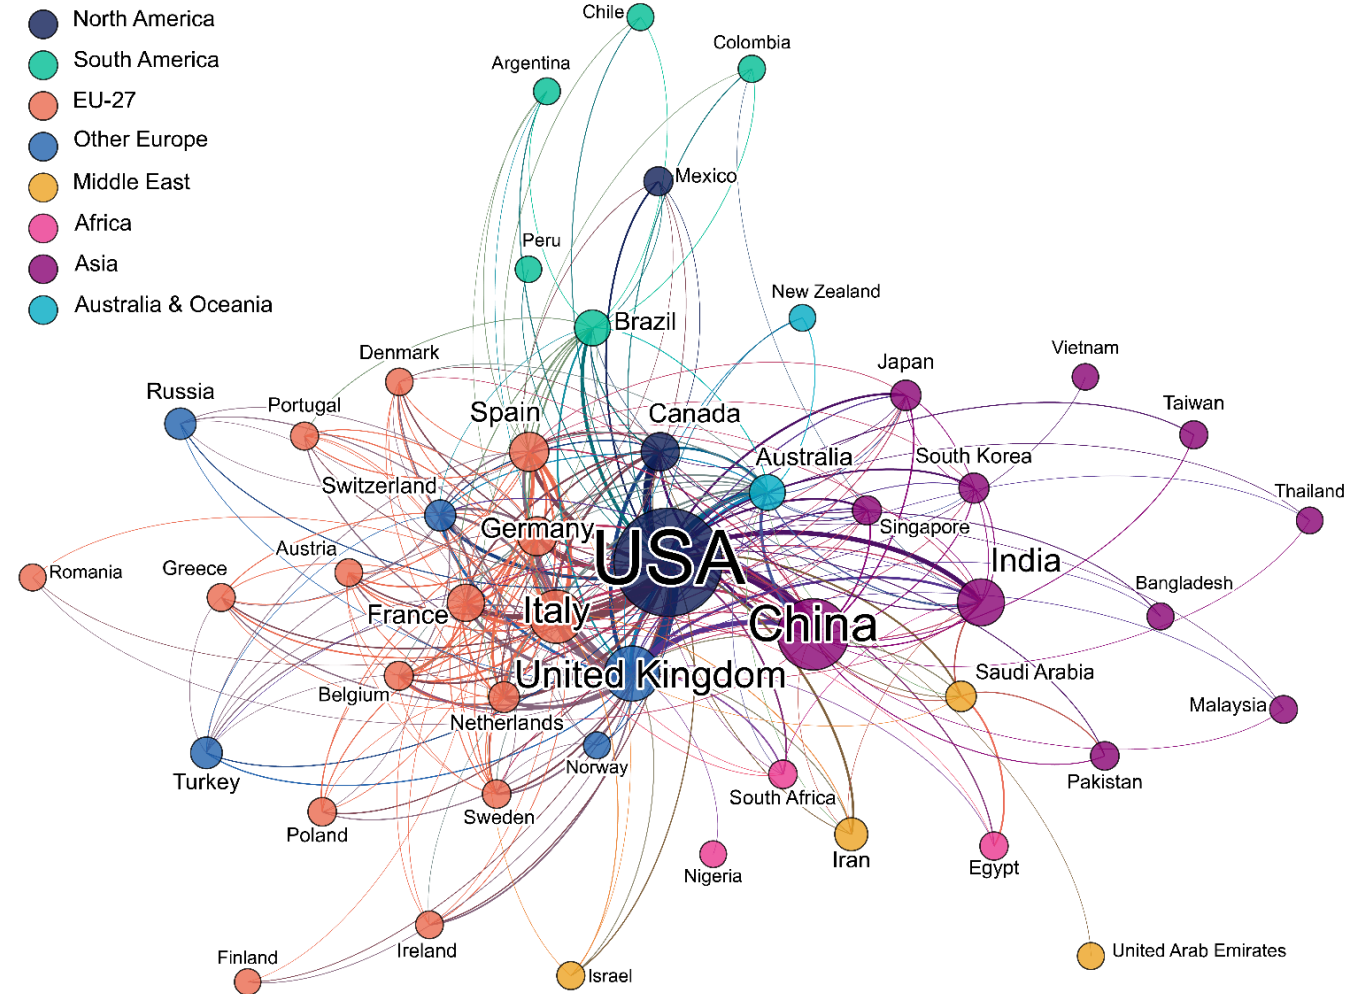 North America
South America
EU-27
Other Europe
Middle East
Africa
Asia
Australia & Oceania
Chile
Colombia
Argentina
Mexico
Peru
New Zealand
Brazil
Denmark
Japan
Vietnam
Russia
Portugal
Spain
Canada
Taiwan
Australia
South Korea
Switzerland
Thailand
Germany
Singapore
USA
Austria
India
Romania
Greece
Bangladesh
France
Italy
China
United Kingdom
Saudi Arabia
Belgium
Netherlands
Malaysia
Norway
Turkey
Pakistan
South Africa
Sweden
Poland
Iran
Egypt
Nigeria
Ireland
United Arab Emirates
Finland
Israel